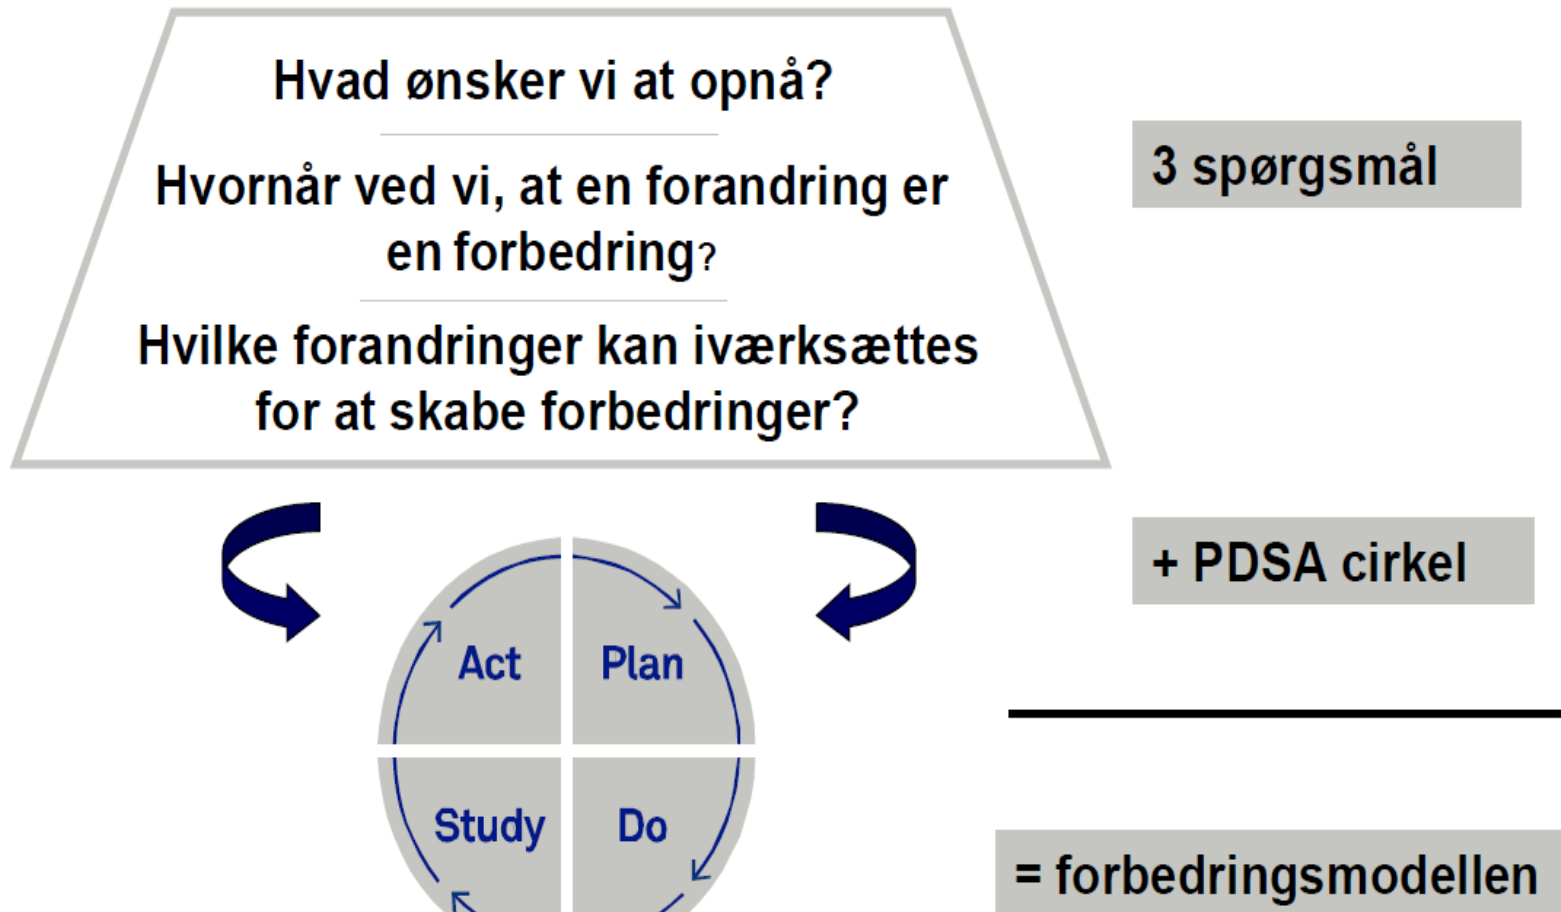 Hvad ønsker vi at opnå?
Hvornår ved vi, at en forandring er
en forbedring?
Hvilke forandringer kan iværksættes
for at skabe forbedringer?
3 spørgsmål
+ PDSA cirkel
Act
Plan
Study
Do
= forbedringsmodellen